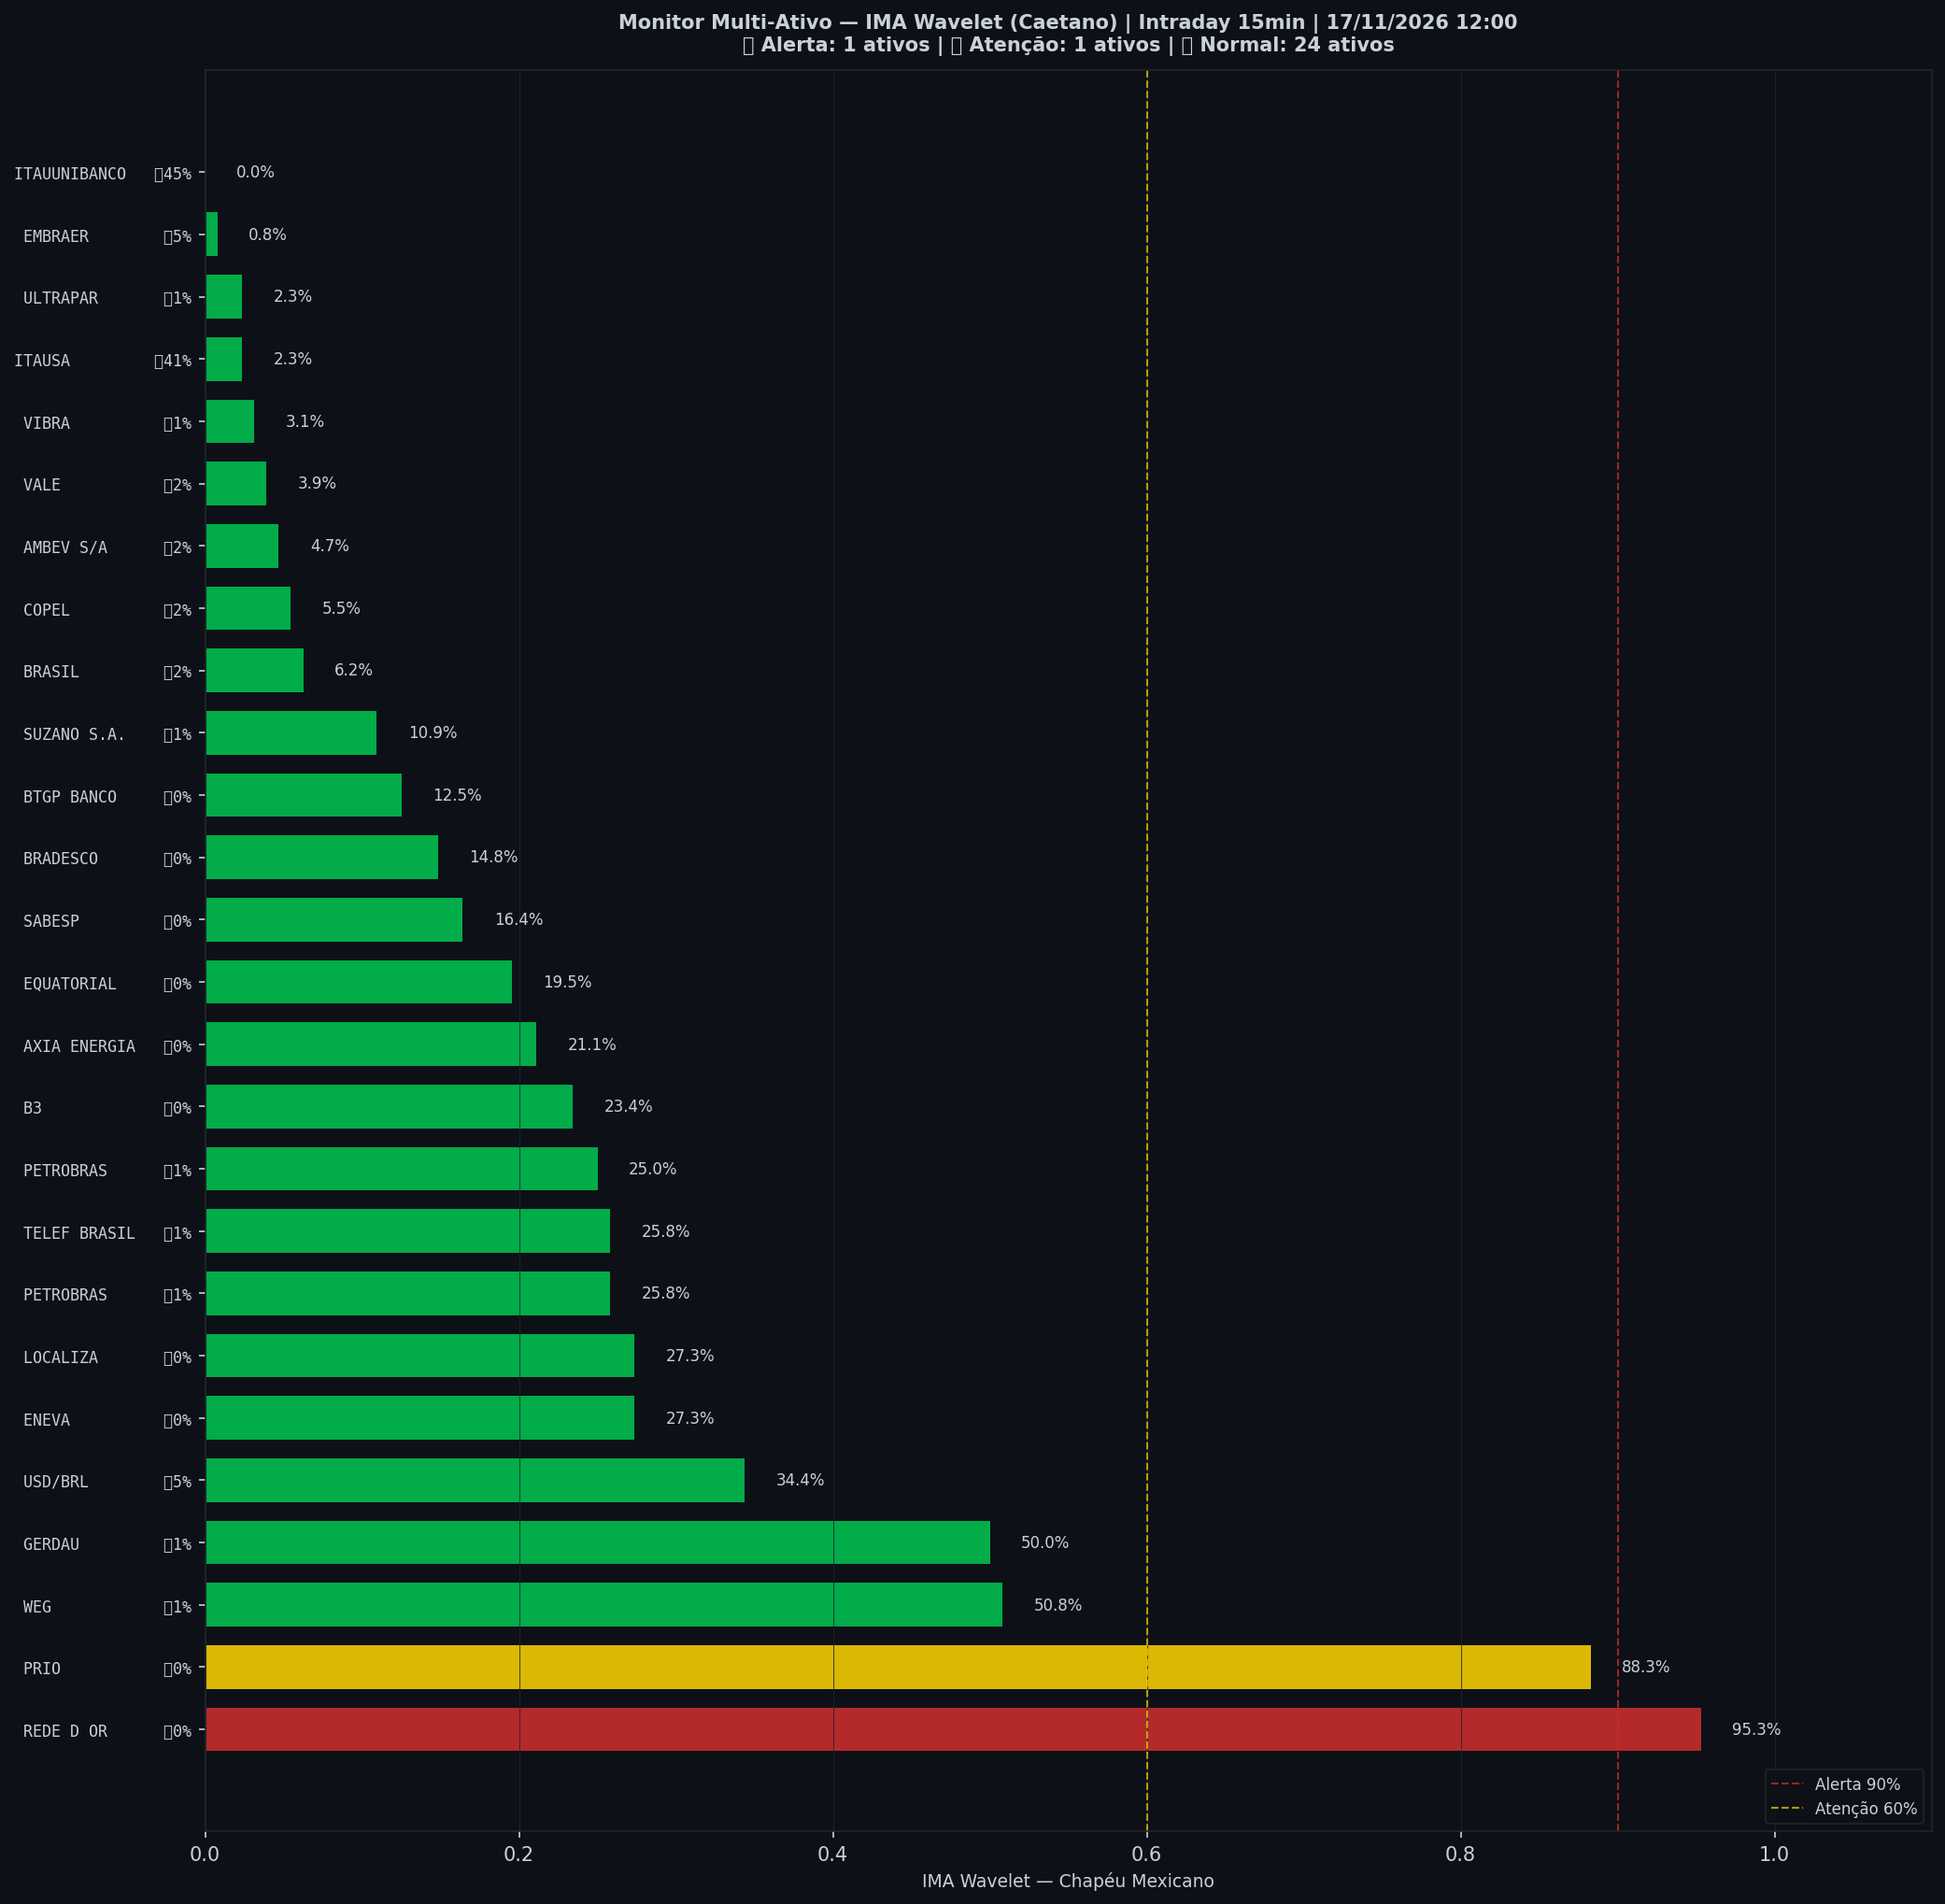 Monitor Multi-Ativo — IMA Wavelet (Caetano) | Intraday 15min | 17/11/2026 12:00
Alerta: 1 ativos | Atenção: 1 ativos | Normal: 24 ativos
ITAUUNIBANCO 45% 0.0%
EMBRAER 5% 0.8%
ULTRAPAR 1% 2.3%
ITAUSA 41% 2.3%
VIBRA 1% 3.1%
VALE 2% 3.9%
AMBEV S/A 2% 4.7%
COPEL 2% 5.5%
BRASIL 2% 6.2%
SUZANO S.A. 1% 10.9%
BTGP BANCO 0% 12.5%
BRADESCO 0% 14.8%
SABESP 0% 16.4%
EQUATORIAL 0% 19.5%
AXIA ENERGIA 0% 21.1%
B3 0% 23.4%
PETROBRAS 1% 25.0%
TELEF BRASIL 1% 25.8%
PETROBRAS 1% 25.8%
LOCALIZA 0% 27.3%
ENEVA 0% 27.3%
USD/BRL 5% 34.4%
GERDAU 1% 50.0%
WEG 1% 50.8%
PRIO 0% 88.3%
REDE D OR 0% 95.3%
Alerta 90%
Atenção 60%
0.0 0.2 0.4 0.6 0.8 1.0
IMA Wavelet — Chapéu Mexicano